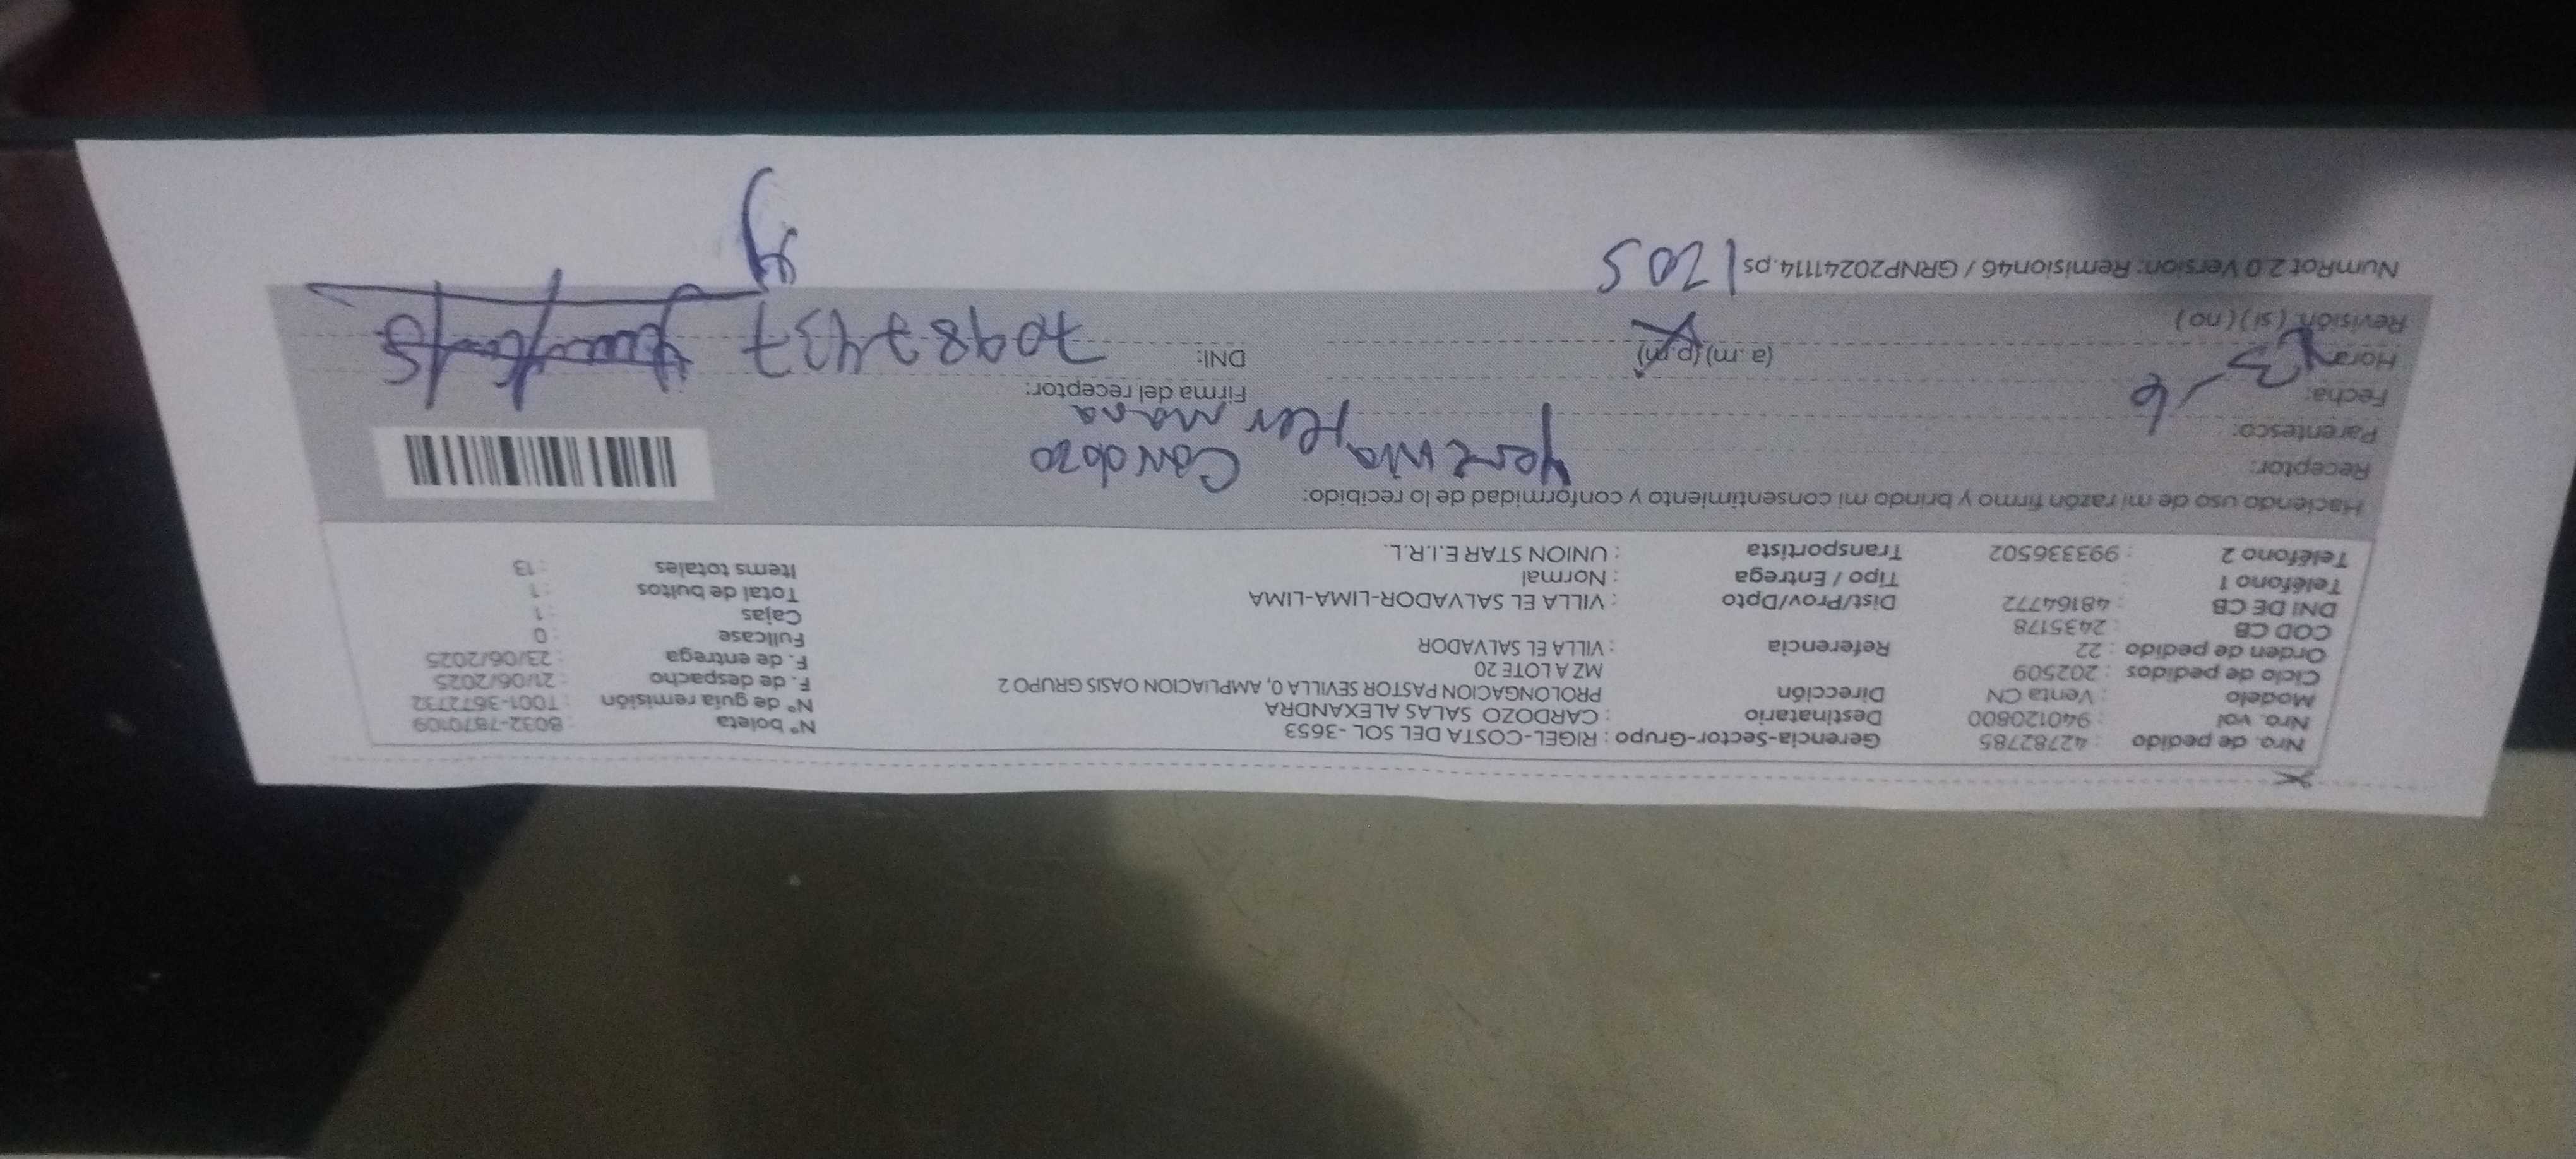 Nro. de pedido : 42782785 Gerencia-Sector-Grupo : RIGEL-COSTA DEL SOL -3653 N° boleta : B032-7870109
Nro. vol : 940120800 Destinatario : CARDOZO SALAS ALEXANDRA N° de guía remisión : T001-3672732
Modelo : Venta CN Dirección PROLONGACION PASTOR SEVILLA 0, AMPLIACION OASIS GRUPO 2 F. de despacho : 21/06/2025
Ciclo de pedidos : 202509 MZ A LOTE 20 F. de entrega : 23/06/2025
Orden de pedido : 22 Referencia : VILLA EL SALVADOR Fullcase : 0
COD CB : 2435178 Cajas : 1
DNI DE CB : 48164772 Dist/Prov/Dpto : VILLA EL SALVADOR-LIMA-LIMA Total de bultos : 1
Teléfono 1 : Tipo / Entrega : Normal Items totales : 13
Teléfono 2 : 993336502 Transportista : UNION STAR E.I.R.L.
Haciendo uso de mi razón firmo y brindo mi consentimiento y conformidad de lo recibido:
Receptor: Cardozo
Parentesco: Hermana
Fecha: 6 Firma del receptor:
Hora: (a.m) (p.m) DNI: 70987437
Revisión: (si) (no)
NumRot 2.0 Version: Remision46 / GRNP20241114.ps 1205